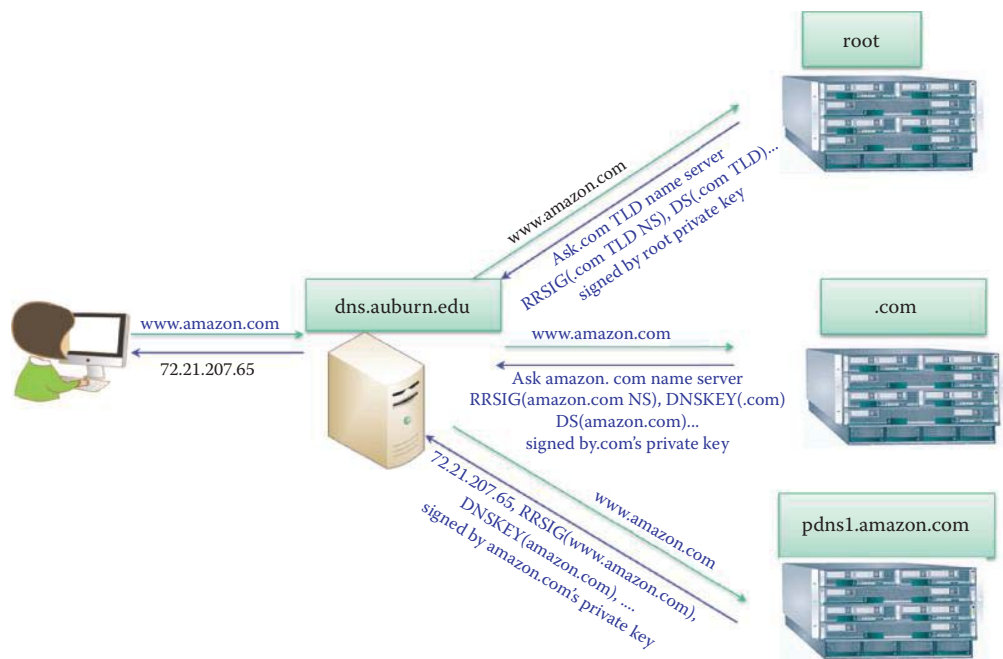 root
www.amazon.com
Ask.com TLD name server
RRSIG(.com TLD NS), DS(.com TLD)...
signed by root private key
dns.auburn.edu
.com
www.amazon.com
72.21.207.65
www.amazon.com
Ask amazon. com name server
RRSIG(amazon.com NS), DNSKEY(.com)
DS(amazon.com)...
signed by.com's private key
www.amazon.com
72.21.207.65, RRSIG(www.amazon.com),
DNSKEY(amazon.com), ....
signed by amazon.com's private key
pdns1.amazon.com